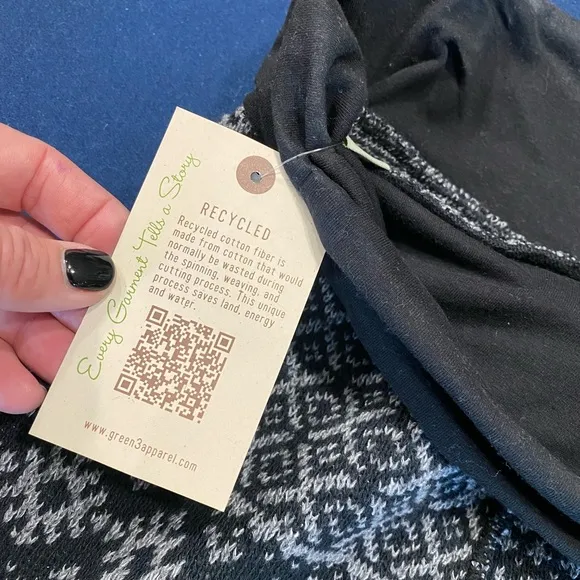 Every Garment Tells a Story
RECYCLED
Recycled cotton fiber is
made from cotton that would
normally be wasted during
the spinning, weaving, and
cutting process. This unique
process saves land, energy
and water.
www.green3apparel.com